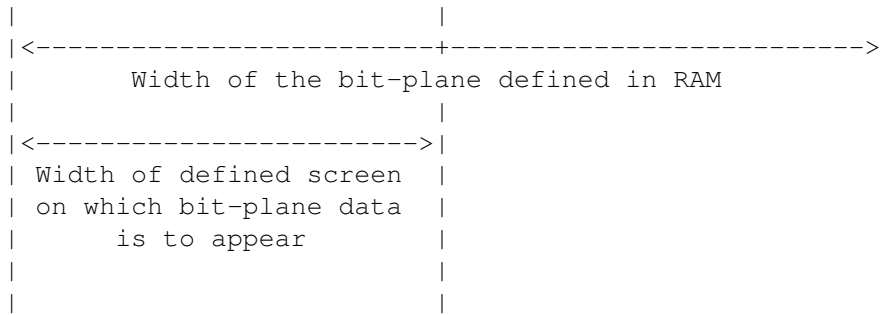 Width of the bit-plane defined in RAM
Width of defined screen
on which bit-plane data
is to appear